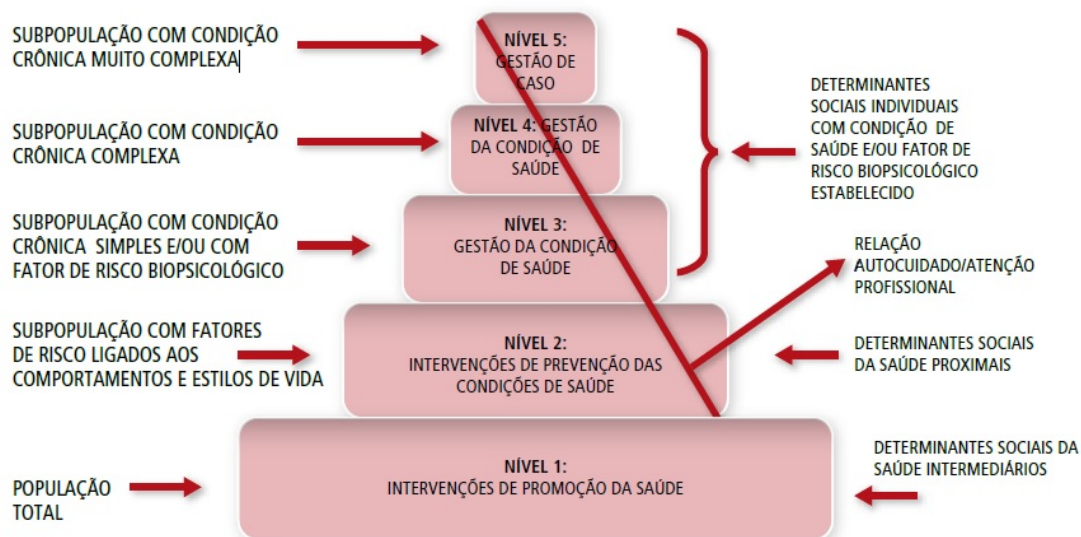 SUBPOPULAÇÃO COM CONDIÇÃO
CRÔNICA MUITO COMPLEXA
SUBPOPULAÇÃO COM CONDIÇÃO
CRÔNICA COMPLEXA
SUBPOPULAÇÃO COM CONDIÇÃO
CRÔNICA SIMPLES E/OU COM
FATOR DE RISCO BIOPSICOLÓGICO
SUBPOPULAÇÃO COM FATORES
DE RISCO LIGADOS AOS
COMPORTAMENTOS E ESTILOS DE VIDA
POPULAÇÃO
TOTAL
NÍVEL 5:
GESTÃO DE
CASO
NÍVEL 4: GESTÃO
DA CONDIÇÃO DE
SAÚDE
NÍVEL 3:
GESTÃO DA CONDIÇÃO
DE SAÚDE
NÍVEL 2:
INTERVENÇÕES DE PREVENÇÃO DAS
CONDIÇÕES DE SAÚDE
NÍVEL 1:
INTERVENÇÕES DE PROMOÇÃO DA SAÚDE
DETERMINANTES
SOCIAIS INDIVIDUAIS
COM CONDIÇÃO DE
SAÚDE E/OU FATOR DE
RISCO BIOPSICOLÓGICO
ESTABELECIDO
RELAÇÃO
AUTOCUIDADO/ATENÇÃO
PROFISSIONAL
DETERMINANTES SOCIAIS
DA SAÚDE PROXIMAIS
DETERMINANTES SOCIAIS DA
SAÚDE INTERMEDIÁRIOS